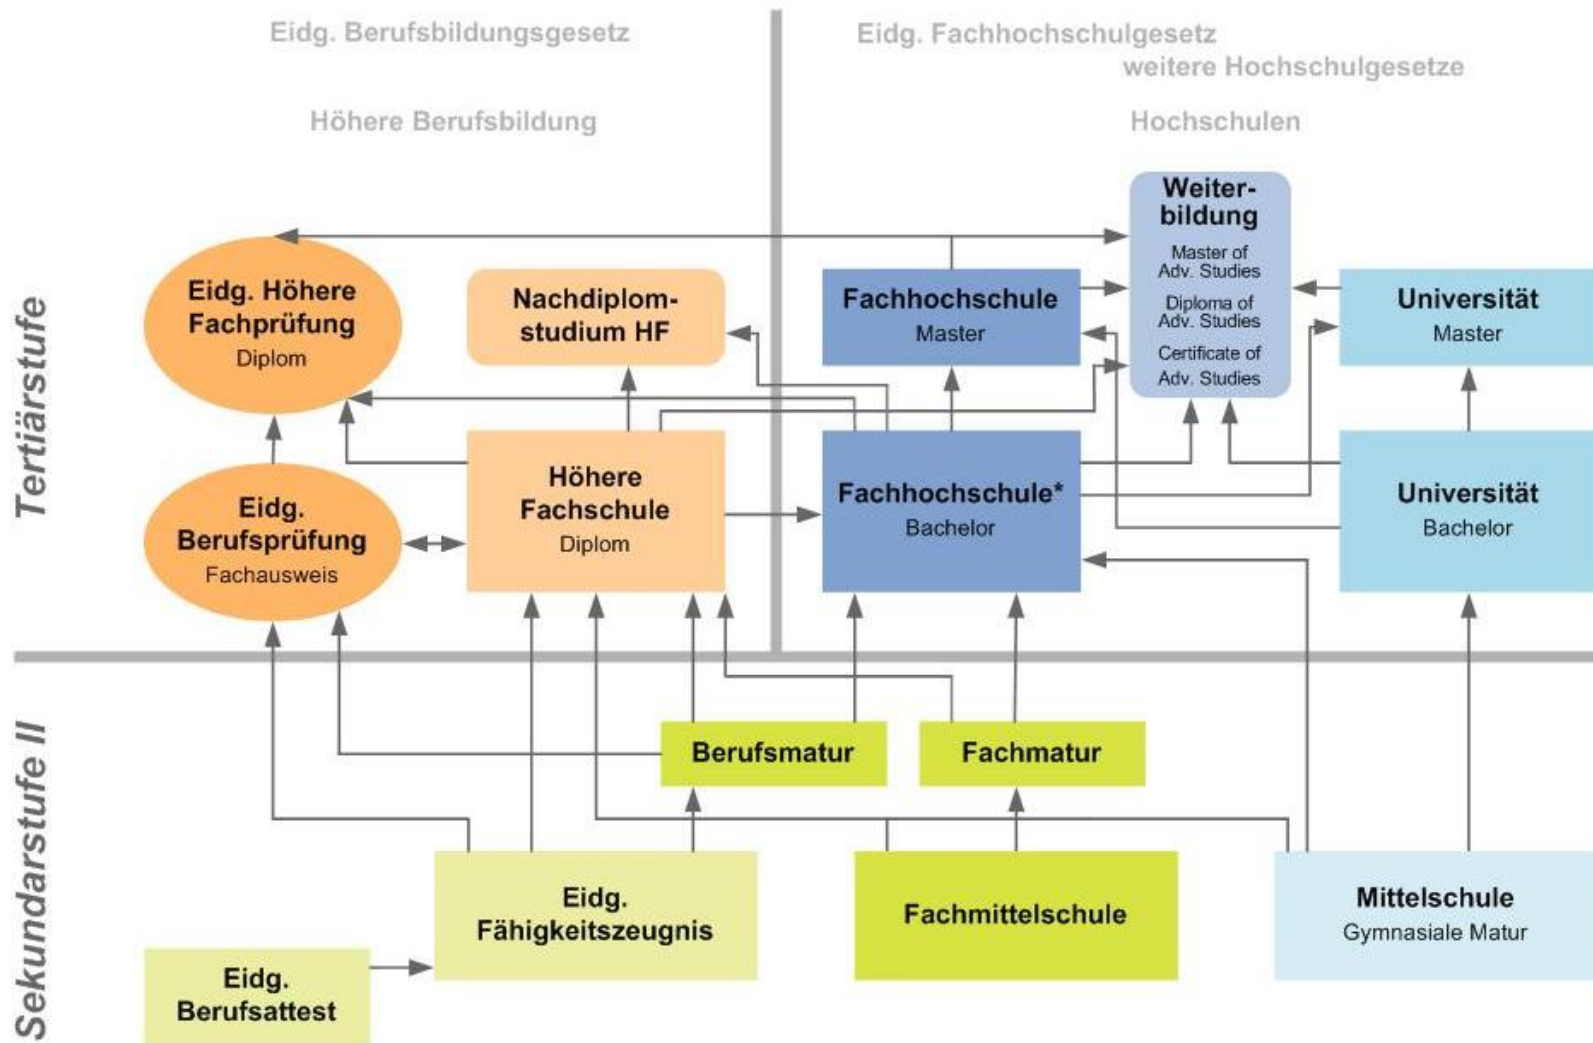 Eidg. Berufsbildungsgesetz
Eidg. Fachhochschulgesetz
weitere Hochschulgesetze
Höhere Berufsbildung
Hochschulen
Tertiärstufe
Weiter-
bildung
Master of
Adv. Studies
Diploma of
Adv. Studies
Certificate of
Adv. Studies
Eidg. Höhere
Fachprüfung
Diplom
Nachdiplom-
studium HF
Fachhochschule
Master
Universität
Master
Eidg.
Berufsprüfung
Fachausweis
Höhere
Fachschule
Diplom
Fachhochschule*
Bachelor
Universität
Bachelor
Sekundarstufe II
Berufsmatur
Fachmatur
Eidg.
Fähigkeitszeugnis
Fachmittelschule
Mittelschule
Gymnasiale Matur
Eidg.
Berufsattest